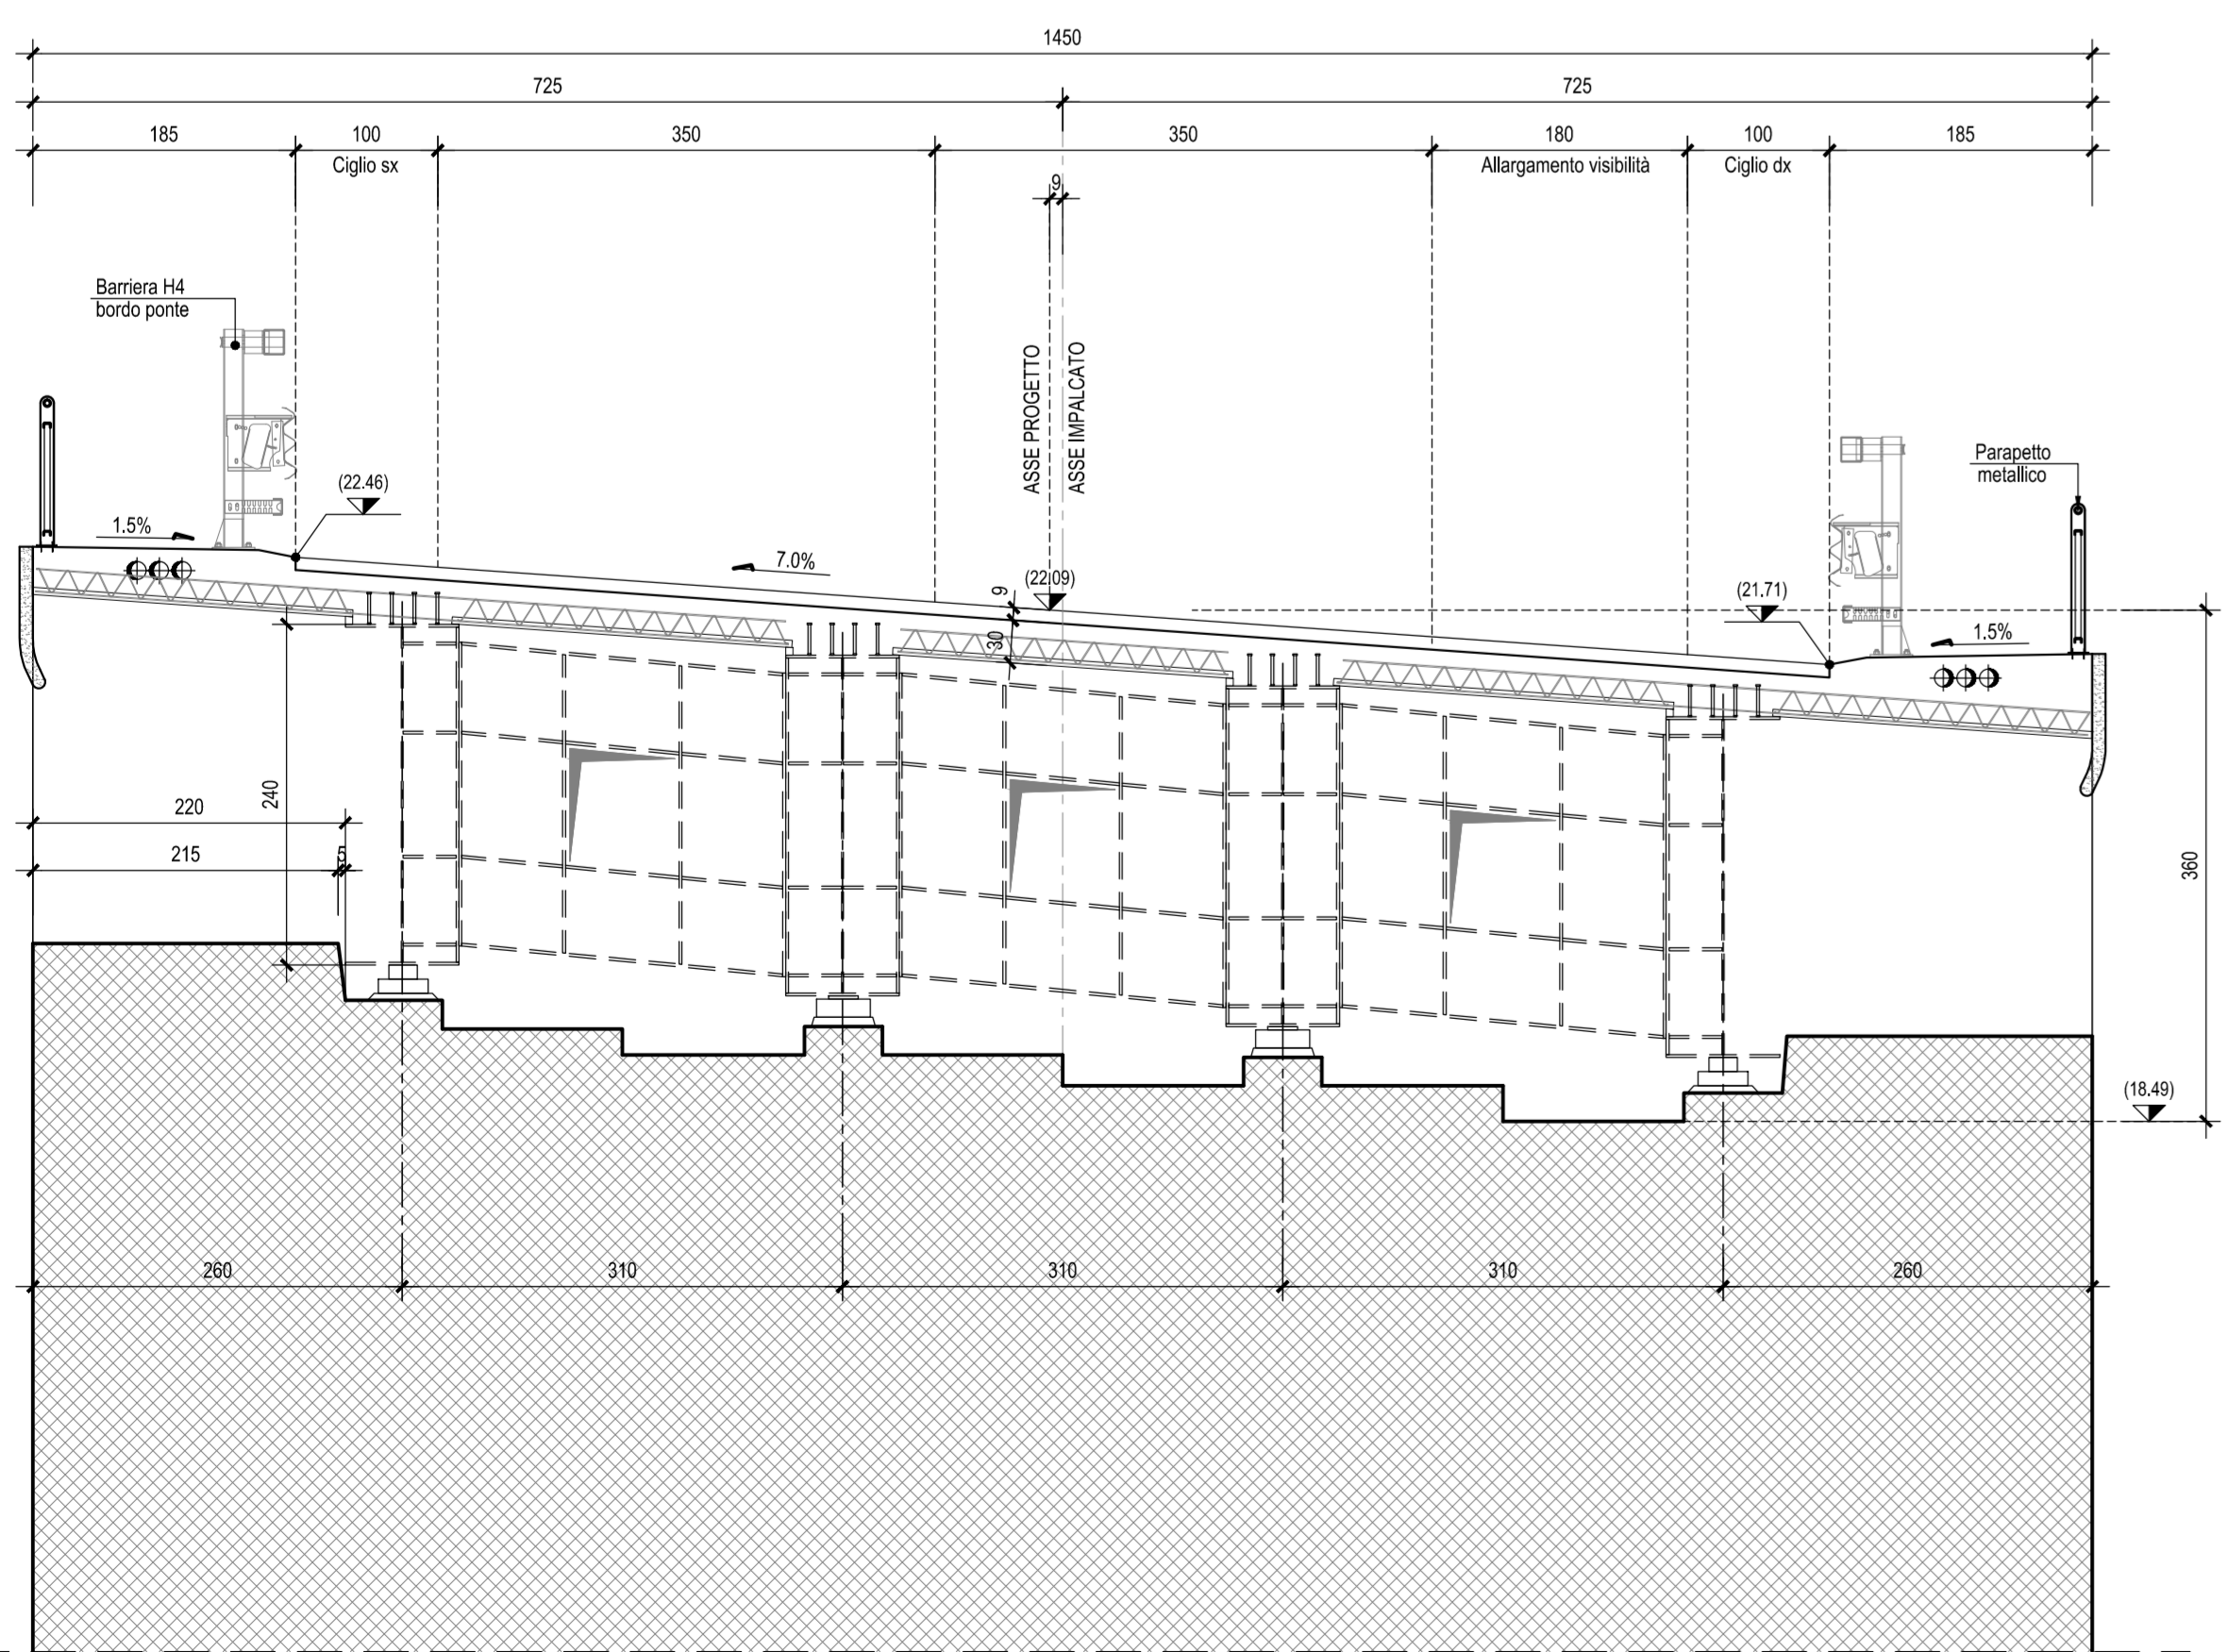 1450
725 725
185 100 350 350 180 100 185
Ciglio sx Allargamento visibilità Ciglio dx
9
Barriera H4
bordo ponte
ASSE PROGETTO
ASSE IMPALCATO
Parapetto
metallico
(22.46)
1.5%
7.0%
(22.09)
9
30
(21.71)
1.5%
240
220
215 5
360
(18.49)
260 310 310 310 260